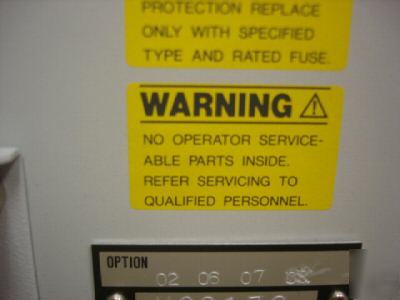 PROTECTION REPLACE
ONLY WITH SPECIFIED
TYPE AND RATED FUSE.
WARNING
NO OPERATOR SERVICE-
ABLE PARTS INSIDE.
REFER SERVICING TO
QUALIFIED PERSONNEL.
OPTION
02 06 07